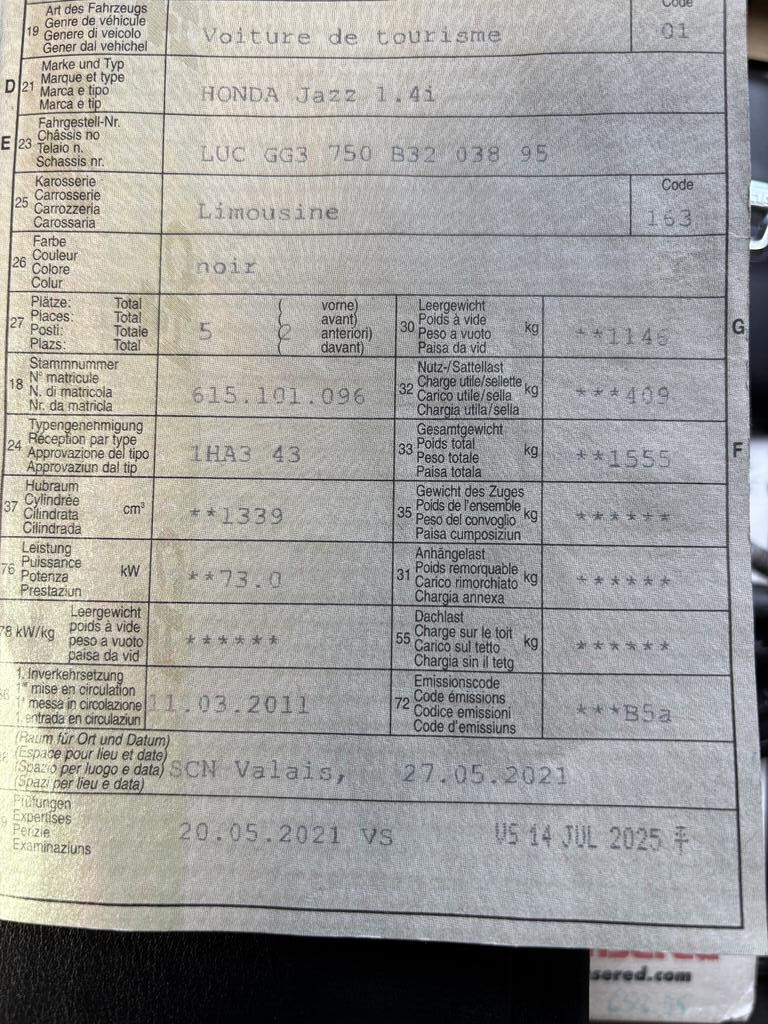 19 Art des Fahrzeugs
Genre de véhicule
Genere di veicolo
Gener dal vehichel
Voiture de tourisme
Code
01
D 21 Marke und Typ
Marque et type
Marca e tipo
Marca e tip
HONDA Jazz 1.4i
E 23 Fahrgestell-Nr.
Châssis no
Telaio n.
Schassis nr.
LUC GG3 750 B32 038 95
25 Karosserie
Carrosserie
Carrozzeria
Carossaria
Limousine
Code
163
26 Farbe
Couleur
Colore
Colur
noir
27 Plätze: Total
Places: Total
Posti: Totale
Plazs: Total
5 ( 2 vorne)
avant)
anteriori)
davant)
30 Leergewicht
Poids à vide
Peso a vuoto
Paisa da vid
kg
**1146
G
18 Stammnummer
N° matricule
N. di matricola
Nr. da matricla
615.101.096
32 Nutz-/Sattellast
Charge utile/sellette
Carico utile/sella
Chargia utila/sella
kg
***409
24 Typengenehmigung
Réception par type
Approvazione del tipo
Approvaziun dal tip
1HA3 43
33 Gesamtgewicht
Poids total
Peso totale
Paisa totala
kg
**1555
F
37 Hubraum
Cylindrée
Cilindrata
Cilindrada
cm³
**1339
35 Gewicht des Zuges
Poids de l'ensemble
Peso del convoglio
Paisa cumposiziun
kg
******
76 Leistung
Puissance
Potenza
Prestaziun
kW
**73.0
31 Anhängelast
Poids remorquable
Carico rimorchiato
Chargia annexa
kg
******
78 kW/kg
Leergewicht
poids à vide
peso a vuoto
paisa da vid
******
55 Dachlast
Charge sur le toit
Carico sul tetto
Chargia sin il tetg
kg
******
1. Inverkehrsetzung
1re mise en circulation
1a messa in circolazione
1. entrada en circulaziun
11.03.2011
72 Emissionscode
Code émissions
Codice emissioni
Code d'emissiuns
***B5a
(Raum für Ort und Datum)
(Espace pour lieu et date)
(Spazio per luogo e data)
(Spazi per lieu e data)
SCN Valais, 27.05.2021
Prüfungen
Expertises
Perizie
Examinaziuns
20.05.2021 VS
VS 14 JUL 2025
sered.com